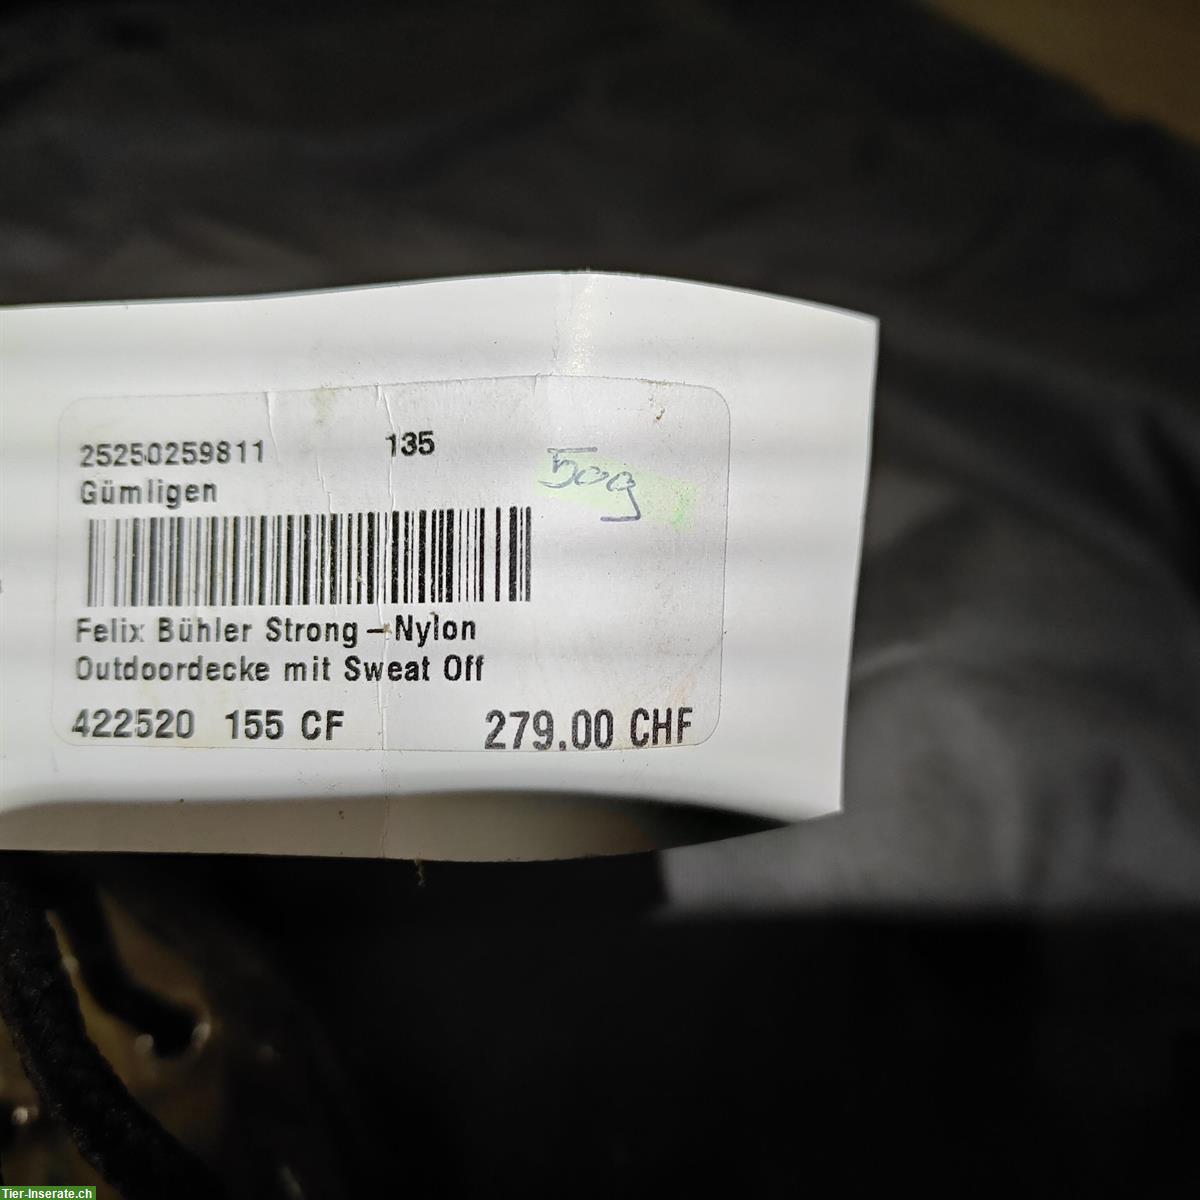 25250259811 135
50g
Gümligen
Felix Bühler Strong-Nylon
Outdoordecke mit Sweat Off
422520 155 CF 279.00 CHF
Tier-Inserate.ch